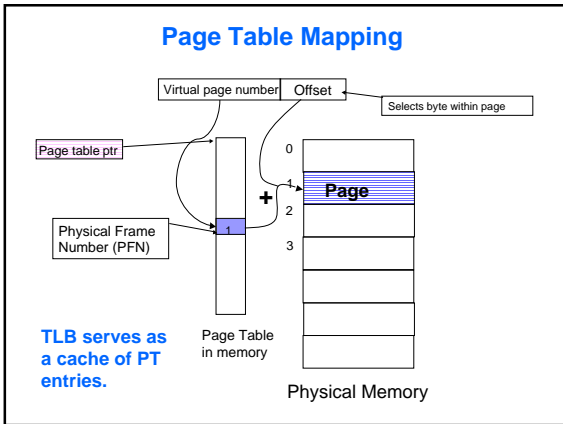 Page Table Mapping
Virtual page number
Offset
Selects byte within page
Page table ptr
0
1
Page
+
2
Physical Frame
Number (PFN)
1
3
TLB serves as
a cache of PT
entries.
Page Table
in memory
Physical Memory